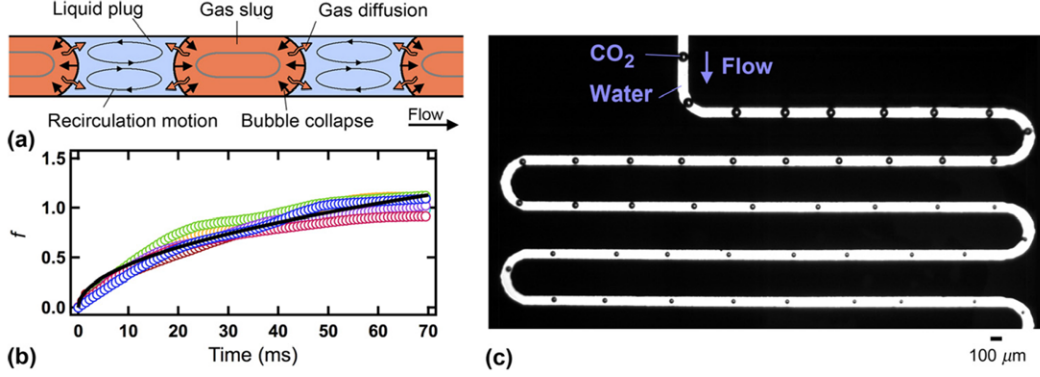 Liquid plug
Gas slug
Gas diffusion
Recirculation motion
Bubble collapse
Flow
(a)
1.5
1.0
0.5
0.0
f
0 10 20 30 40 50 60 70
Time (ms)
(b)
CO2
Flow
Water
(c)
100 μm